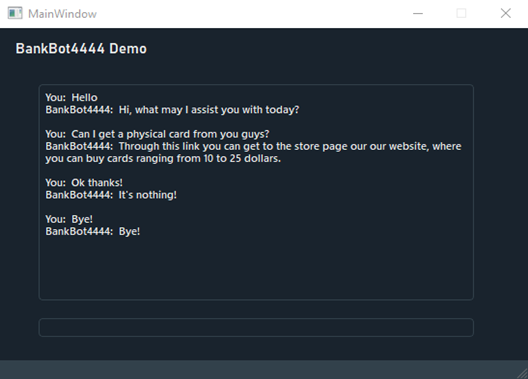 MainWindow
BankBot4444 Demo
You: Hello
BankBot4444: Hi, what may I assist you with today?
You: Can I get a physical card from you guys?
BankBot4444: Through this link you can get to the store page our our website, where
you can buy cards ranging from 10 to 25 dollars.
You: Ok thanks!
BankBot4444: It's nothing!
You: Bye!
BankBot4444: Bye!